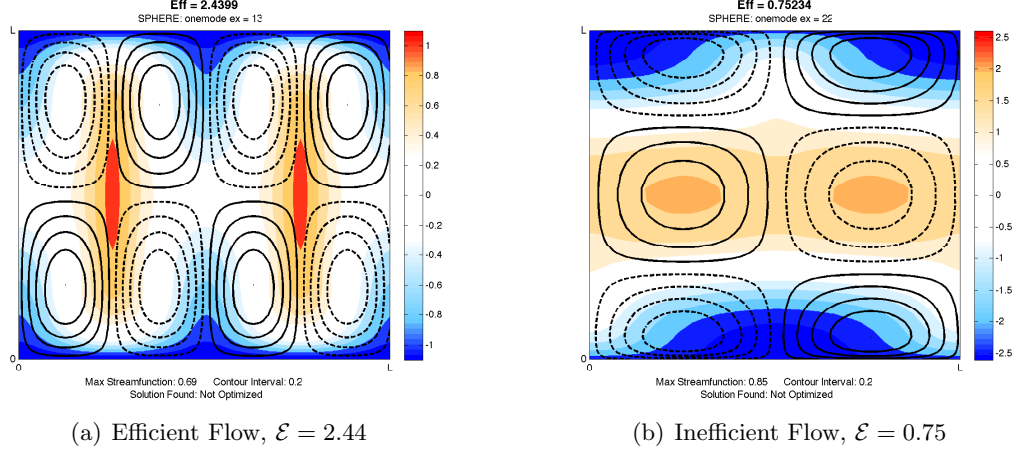 Eff = 2.4399
SPHERE: onemode ex = 13
L
1
0.8
0.6
0.4
0.2
0
-0.2
-0.4
-0.6
-0.8
-1
0
0
L
Max Streamfunction: 0.69 Contour Interval: 0.2
Solution Found: Not Optimized
(a) Efficient Flow, ℰ = 2.44
Eff = 0.75234
SPHERE: onemode ex = 22
L
2.5
2
1.5
1
0.5
0
-0.5
-1
-1.5
-2
-2.5
0
0
L
Max Streamfunction: 0.85 Contour Interval: 0.2
Solution Found: Not Optimized
(b) Inefficient Flow, ℰ = 0.75